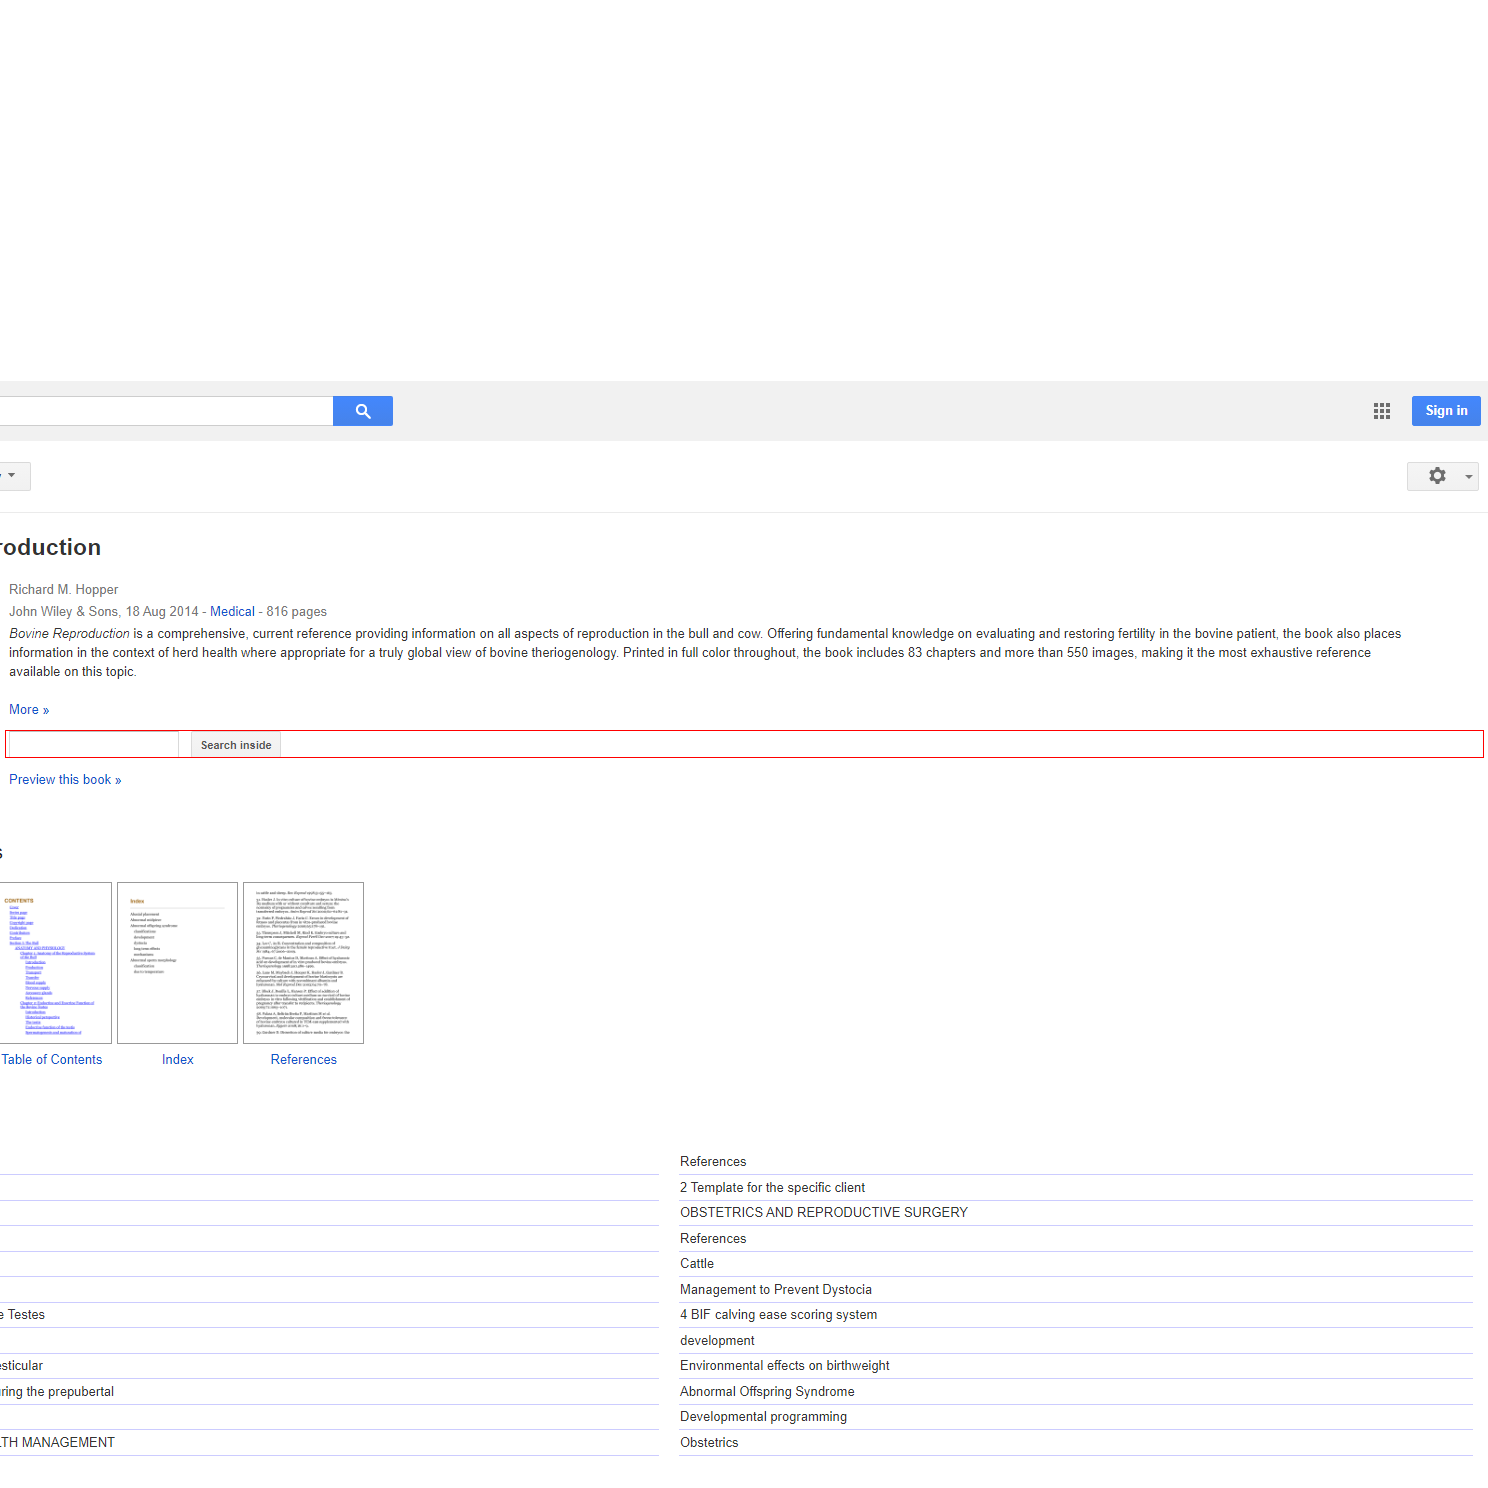 Sign in
roduction
Richard M. Hopper
John Wiley & Sons, 18 Aug 2014 - Medical - 816 pages
Bovine Reproduction is a comprehensive, current reference providing information on all aspects of reproduction in the bull and cow. Offering fundamental knowledge on evaluating and restoring fertility in the bovine patient, the book also places
information in the context of herd health where appropriate for a truly global view of bovine theriogenology. Printed in full color throughout, the book includes 83 chapters and more than 550 images, making it the most exhaustive reference
available on this topic.
More »
Search inside
Preview this book »
s
CONTENTS
Index
Table of Contents
Index
References
References
2 Template for the specific client
OBSTETRICS AND REPRODUCTIVE SURGERY
References
Cattle
Management to Prevent Dystocia
e Testes
4 BIF calving ease scoring system
development
esticular
Environmental effects on birthweight
ring the prepubertal
Abnormal Offspring Syndrome
Developmental programming
LTH MANAGEMENT
Obstetrics